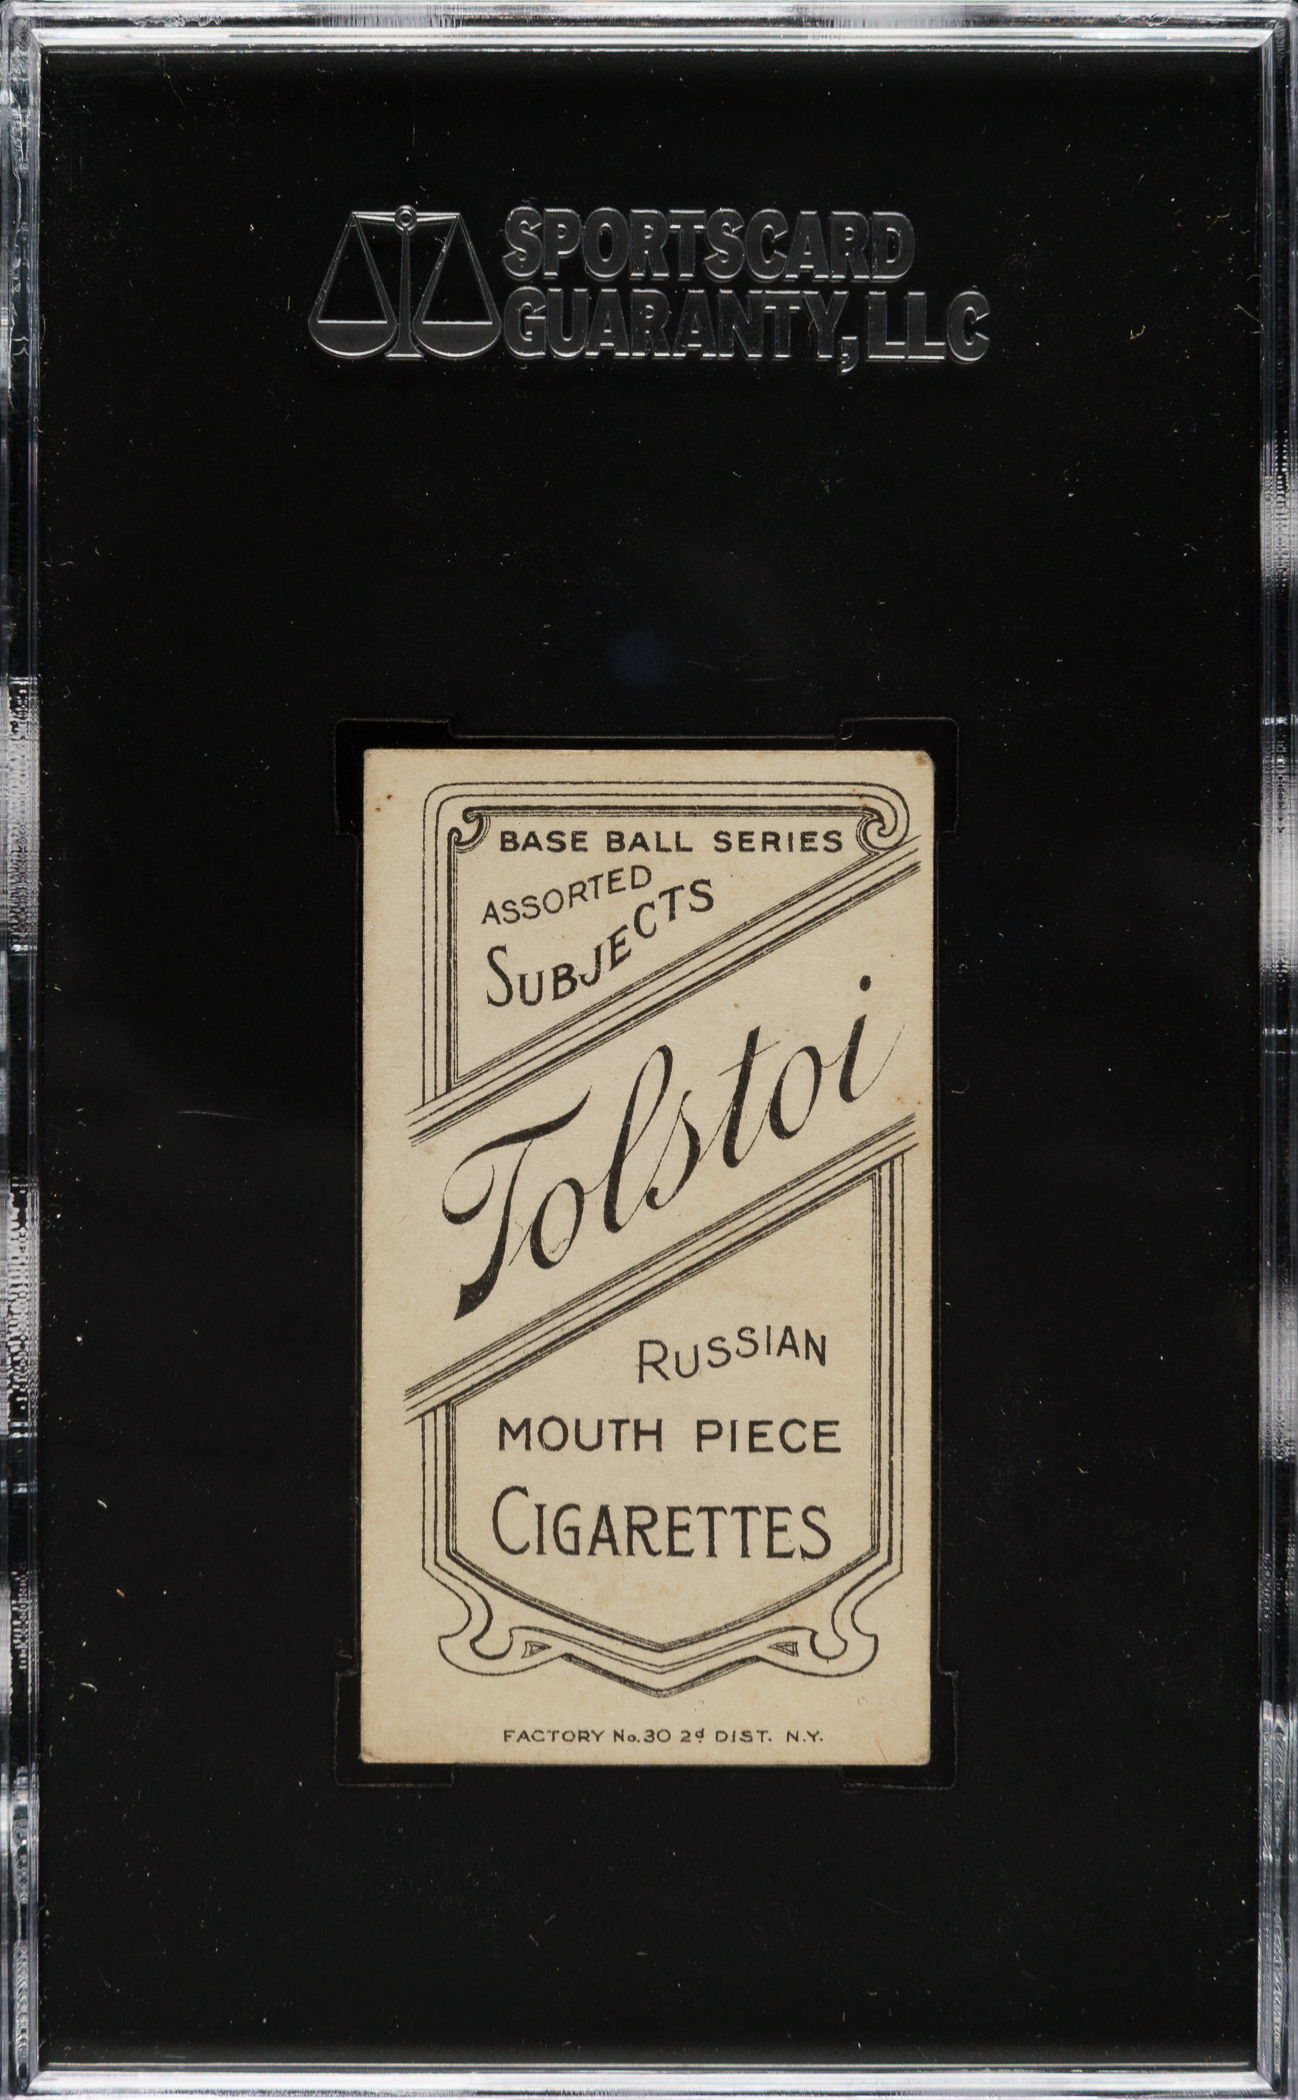 SPORTSCARD
GUARANTY, LLC
BASE BALL SERIES
ASSORTED
SUBJECTS
Tolstoi
RUSSIAN
MOUTH PIECE
CIGARETTES
FACTORY No. 30 2d DIST. N.Y.